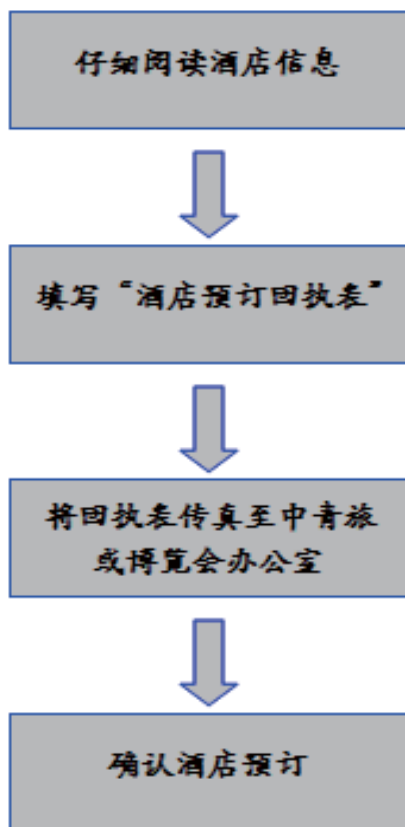 仔细阅读酒店信息
填写“酒店预订回执表”
将回执表传真至中青旅
或博览会办公室
确认酒店预订